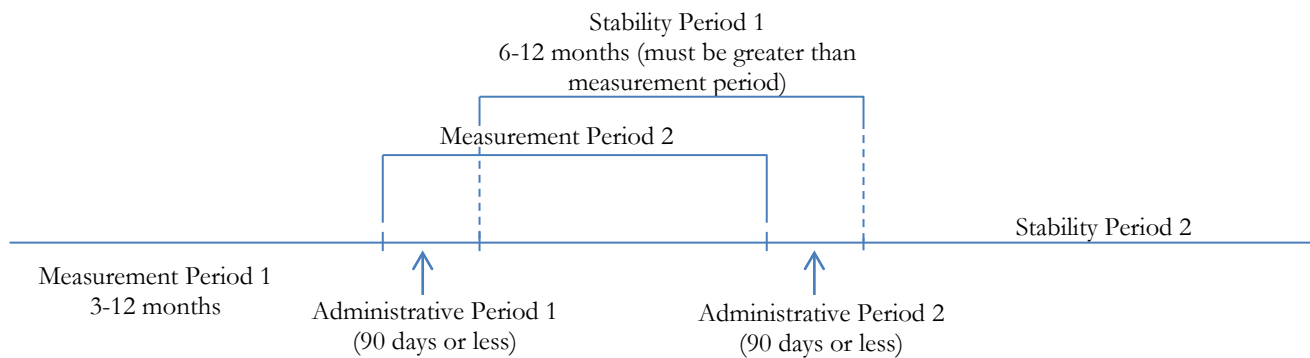 Stability Period 1
6-12 months (must be greater than
measurement period)
Measurement Period 2
Stability Period 2
Measurement Period 1
3-12 months
Administrative Period 1
(90 days or less)
Administrative Period 2
(90 days or less)